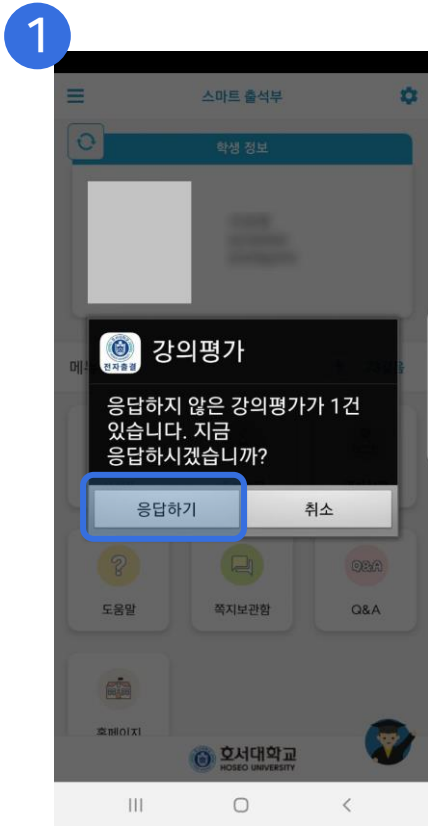 1
스마트 출석부
학생 정보
전자출결
강의평가
응답하지 않은 강의평가가 1건
있습니다. 지금
응답하시겠습니까?
응답하기
취소
도움말
쪽지보관함
Q&A
Q&A
홈페이지
호서대학교
HOSEO UNIVERSITY